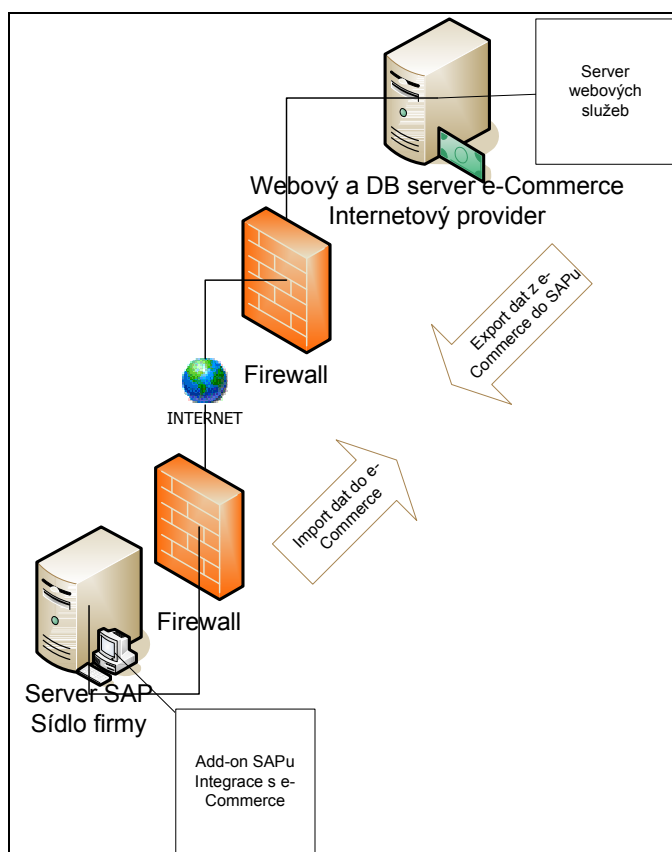 Server
webových
služeb
Webový a DB server e-Commerce
Internetový provider
Export dat z e-
Commerce do SAPu
Firewall
INTERNET
Import dat do e-
Commerce
Firewall
Server SAP
Sídlo firmy
Add-on SAPu
Integrace s e-
Commerce